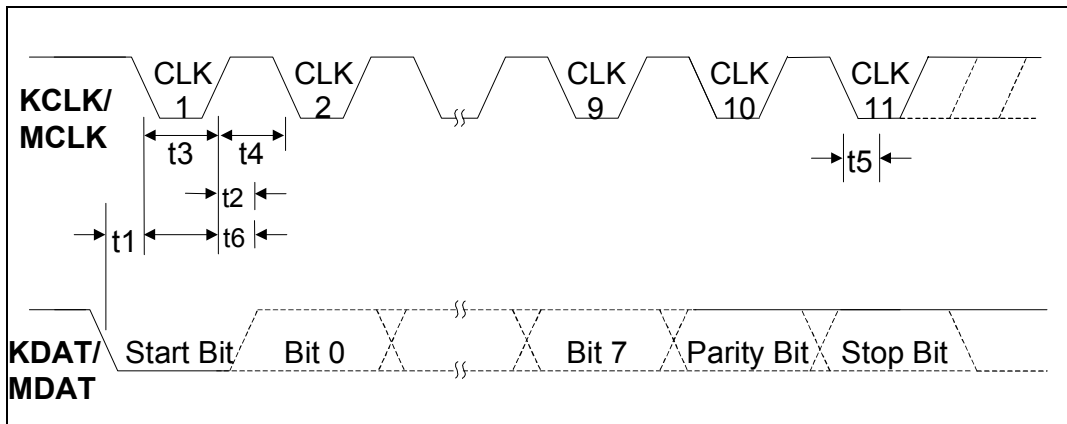 KCLK/
MCLK
CLK
1
CLK
2
CLK
9
CLK
10
CLK
11
t3
t4
t5
t2
t1
t6
KDAT/
MDAT
Start Bit
Bit 0
Bit 7
Parity Bit
Stop Bit